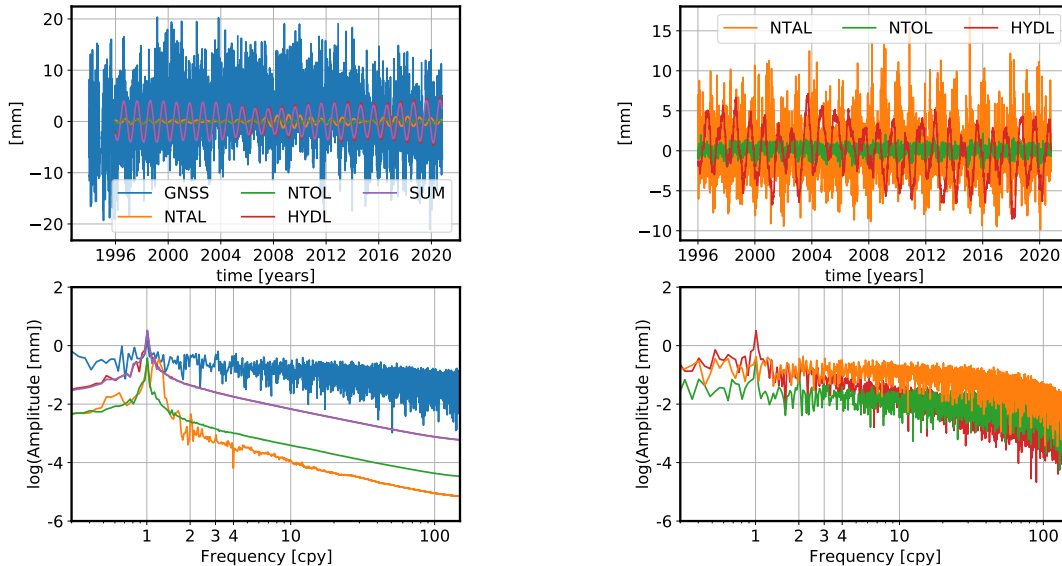 20
10
0
−10
−20
[mm]
GNSS NTOL SUM
NTAL HYDL
1996 2000 2004 2008 2012 2016 2020
time [years]
NTAL NTOL HYDL
15
10
5
0
−5
−10
[mm]
1996 2000 2004 2008 2012 2016 2020
time [years]
2
0
-2
-4
-6
log(Amplitude [mm])
1 2 3 4 10 100
Frequency [cpy]
2
0
-2
-4
-6
log(Amplitude [mm])
1 2 3 4 10 100
Frequency [cpy]